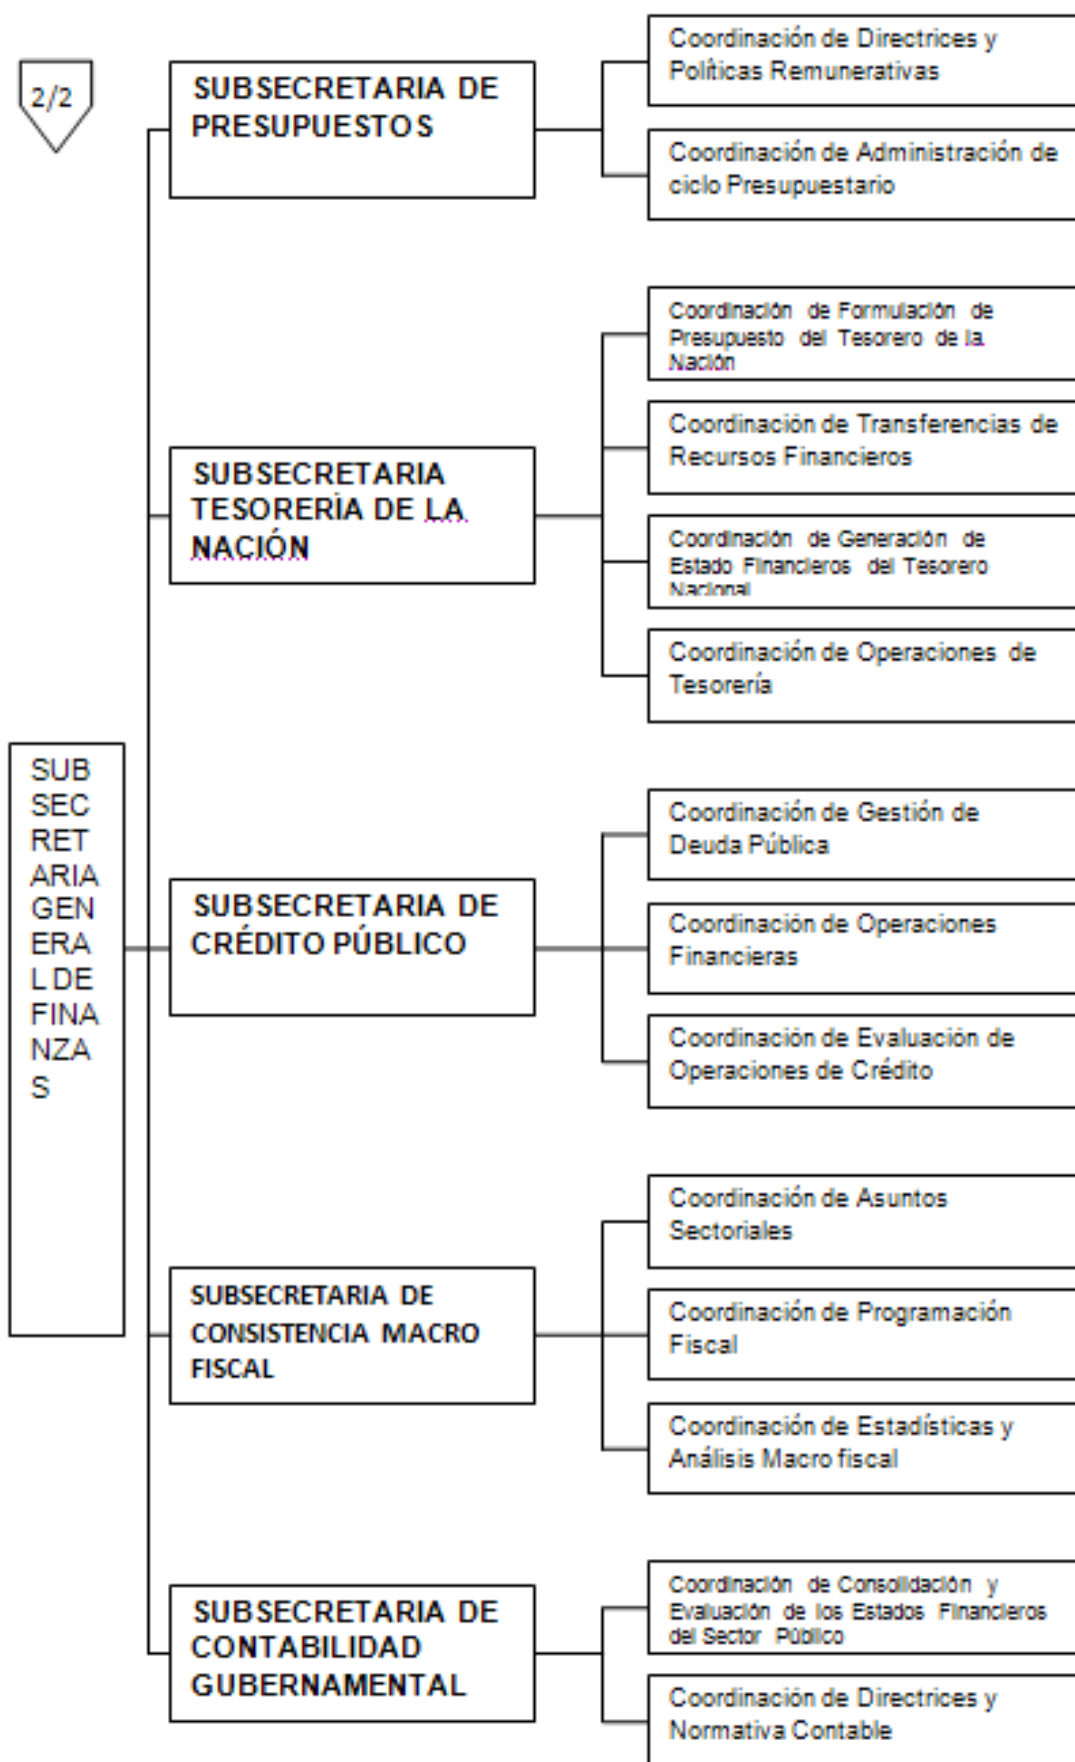 2/2
SUBSECRETARIA DE
PRESUPUESTOS
Coordinación de Directrices y
Políticas Remunerativas
Coordinación de Administración de
ciclo Presupuestario
SUBSECRETARIA
TESORERÍA DE LA
NACIÓN
Coordinación de Formulación de
Presupuesto del Tesorero de la
Nación
Coordinación de Transferencias de
Recursos Financieros
Coordinación de Generación de
Estado Financieros del Tesorero
Nacional
Coordinación de Operaciones de
Tesorería
SUB
SEC
RET
ARIA
GEN
ERA
L DE
FINA
NZA
S
SUBSECRETARIA DE
CRÉDITO PÚBLICO
Coordinación de Gestión de
Deuda Pública
Coordinación de Operaciones
Financieras
Coordinación de Evaluación de
Operaciones de Crédito
SUBSECRETARIA DE
CONSISTENCIA MACRO
FISCAL
Coordinación de Asuntos
Sectoriales
Coordinación de Programación
Fiscal
Coordinación de Estadísticas y
Análisis Macro fiscal
SUBSECRETARIA DE
CONTABILIDAD
GUBERNAMENTAL
Coordinación de Consolidación y
Evaluación de los Estados Financieros
del Sector Público
Coordinación de Directrices y
Normativa Contable